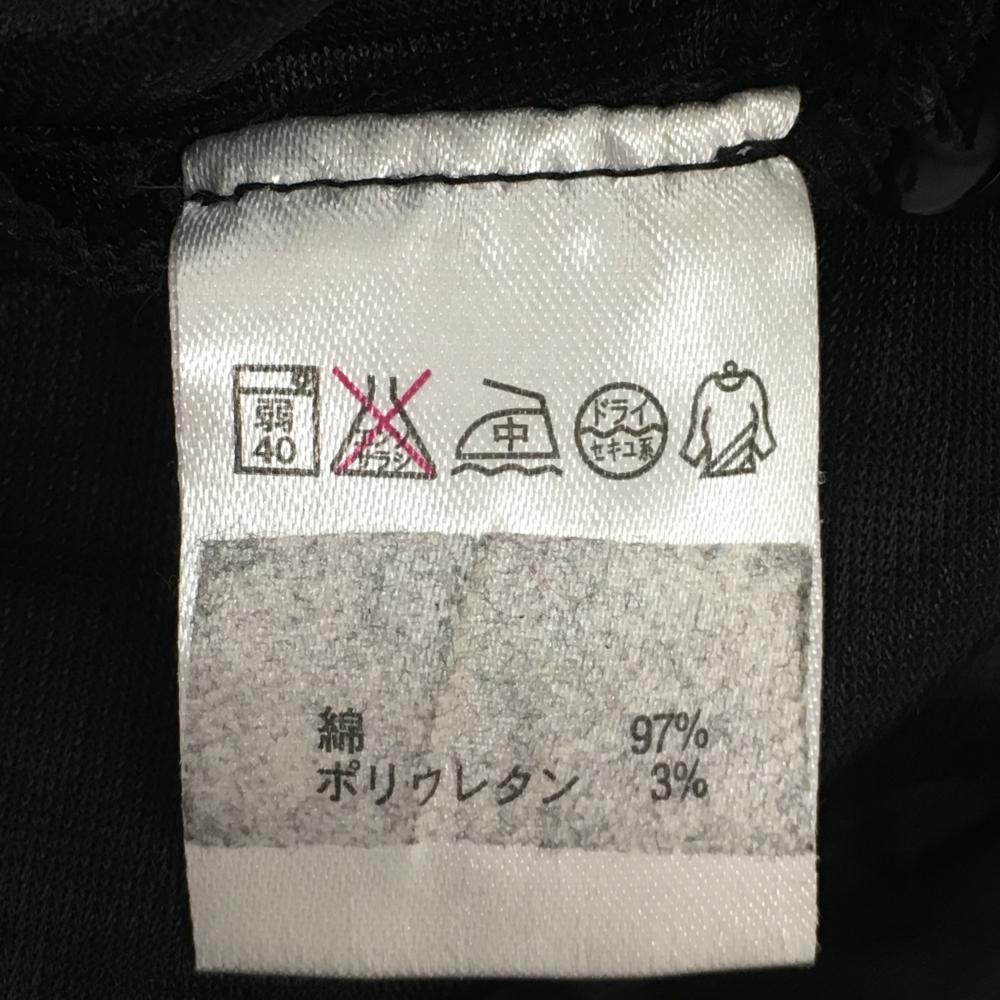 弱 エンソ 中 ドライ
40 サラシ セキユ系
綿 97%
ポリウレタン 3%